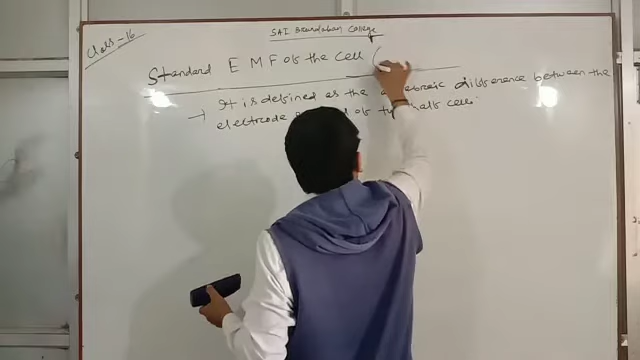 SAI Brundaban College
Class-16
Standard EMF of the Cell (
→ It is defined as the difference between the
electrode of half cells.